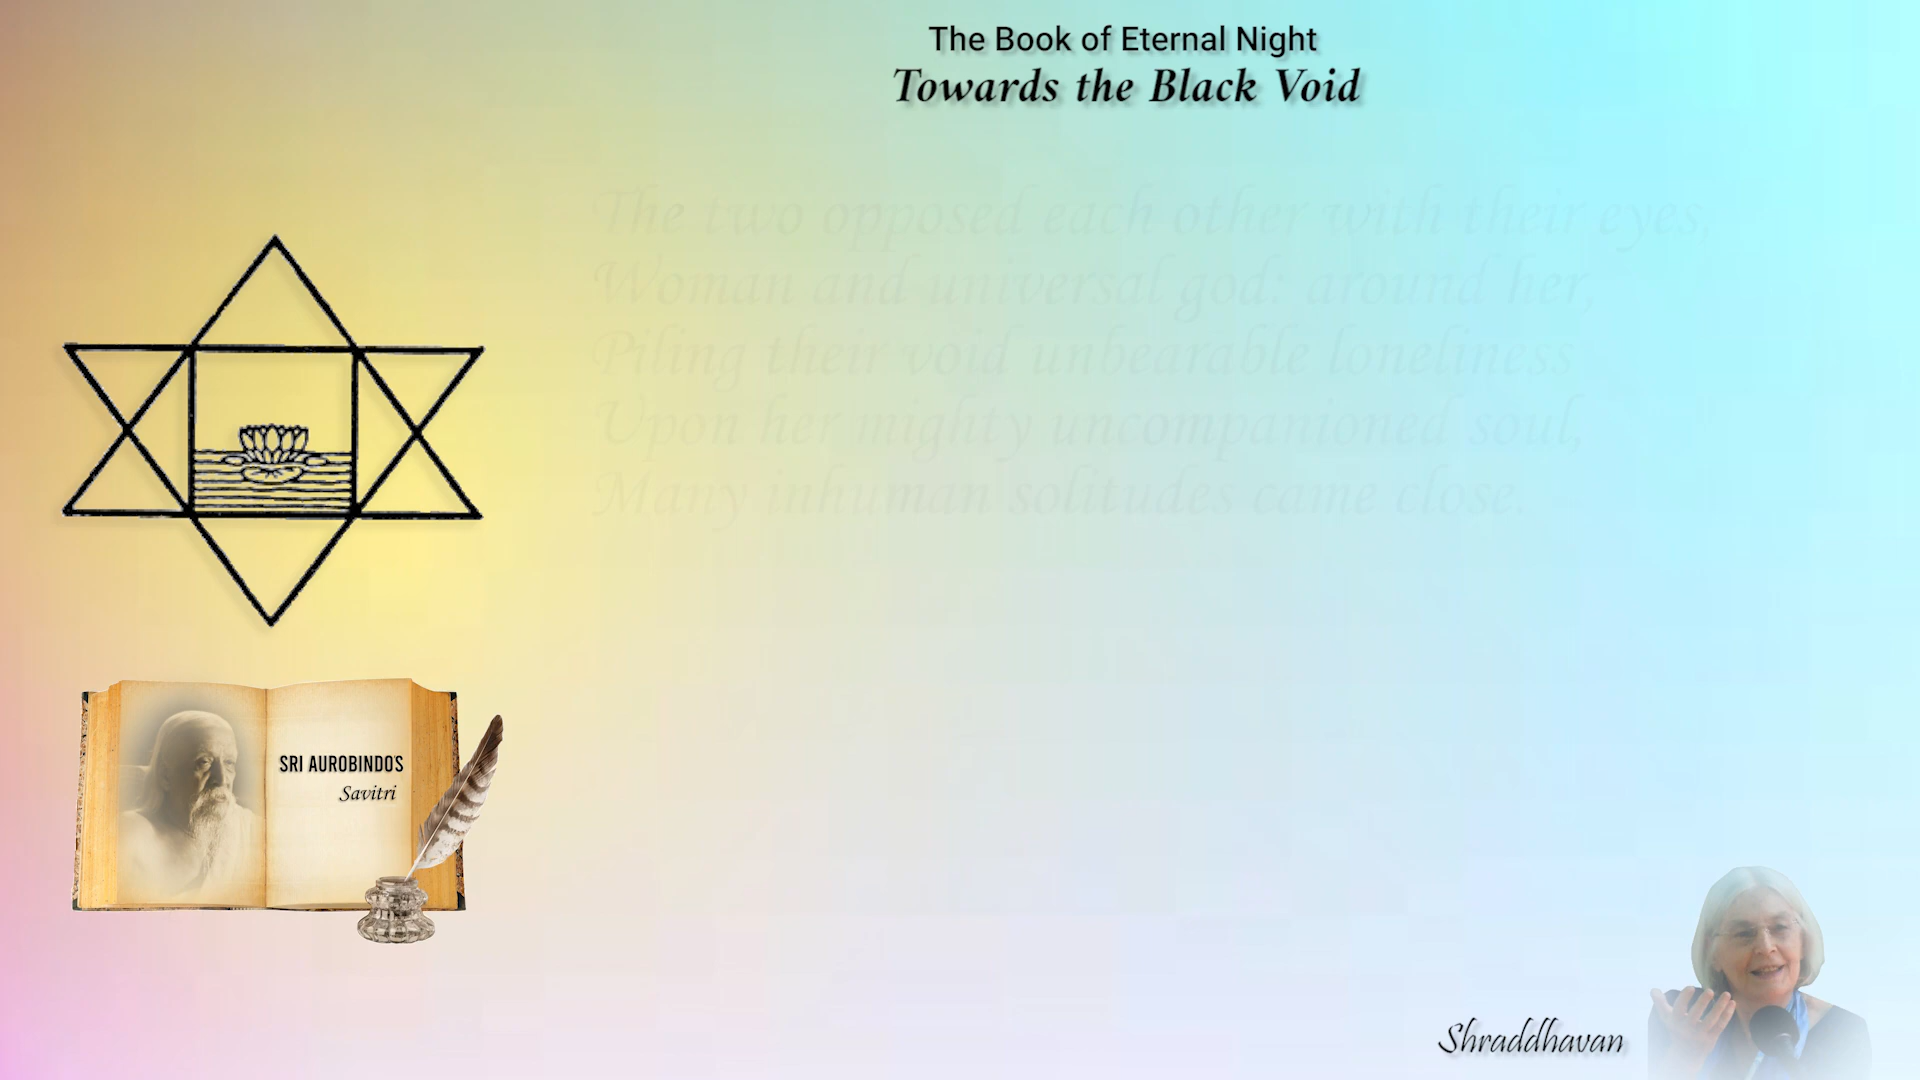 The Book of Eternal Night
Towards the Black Void
The two opposed each other with their eyes,
Woman and universal god: around her,
Piling their void unbearable loneliness
Upon her mighty uncompanioned soul,
Many inhuman solitudes came close.
SRI AUROBINDO'S
Savitri
Shraddhavan